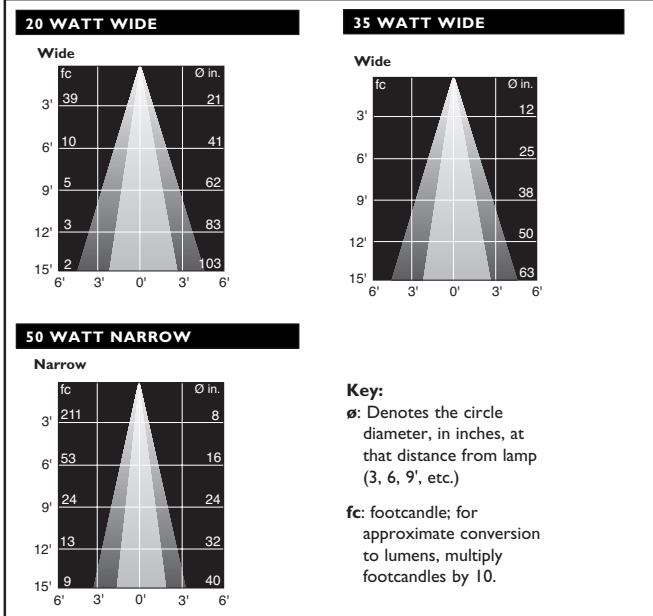 20 WATT WIDE
Wide
fc Ø in.
3' 39 21
6' 10 41
9' 5 62
12' 3 83
15' 2 103
6' 3' 0' 3' 6'
35 WATT WIDE
Wide
fc Ø in.
3' 12
6' 25
9' 38
12' 50
15' 63
6' 3' 0' 3' 6'
50 WATT NARROW
Narrow
fc Ø in.
3' 211 8
6' 53 16
9' 24 24
12' 13 32
15' 9 40
6' 3' 0' 3' 6'
Key:
ø: Denotes the circle
diameter, in inches, at
that distance from lamp
(3, 6, 9', etc.)
fc: footcandle; for
approximate conversion
to lumens, multiply
footcandles by 10.